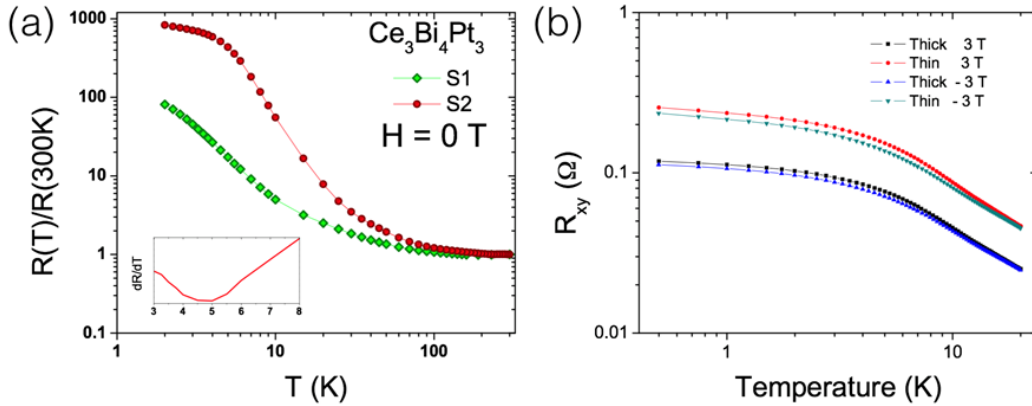 (a)
Ce3Bi4Pt3
S1
S2
H = 0 T
R(T)/R(300K)
1000
100
10
1
0.1
1
10
100
T (K)
dR/dT
3
4
5
6
7
8
(b)
Thick 3 T
Thin 3 T
Thick - 3 T
Thin - 3 T
Rxy (Ω)
1
0.1
0.01
1
10
Temperature (K)